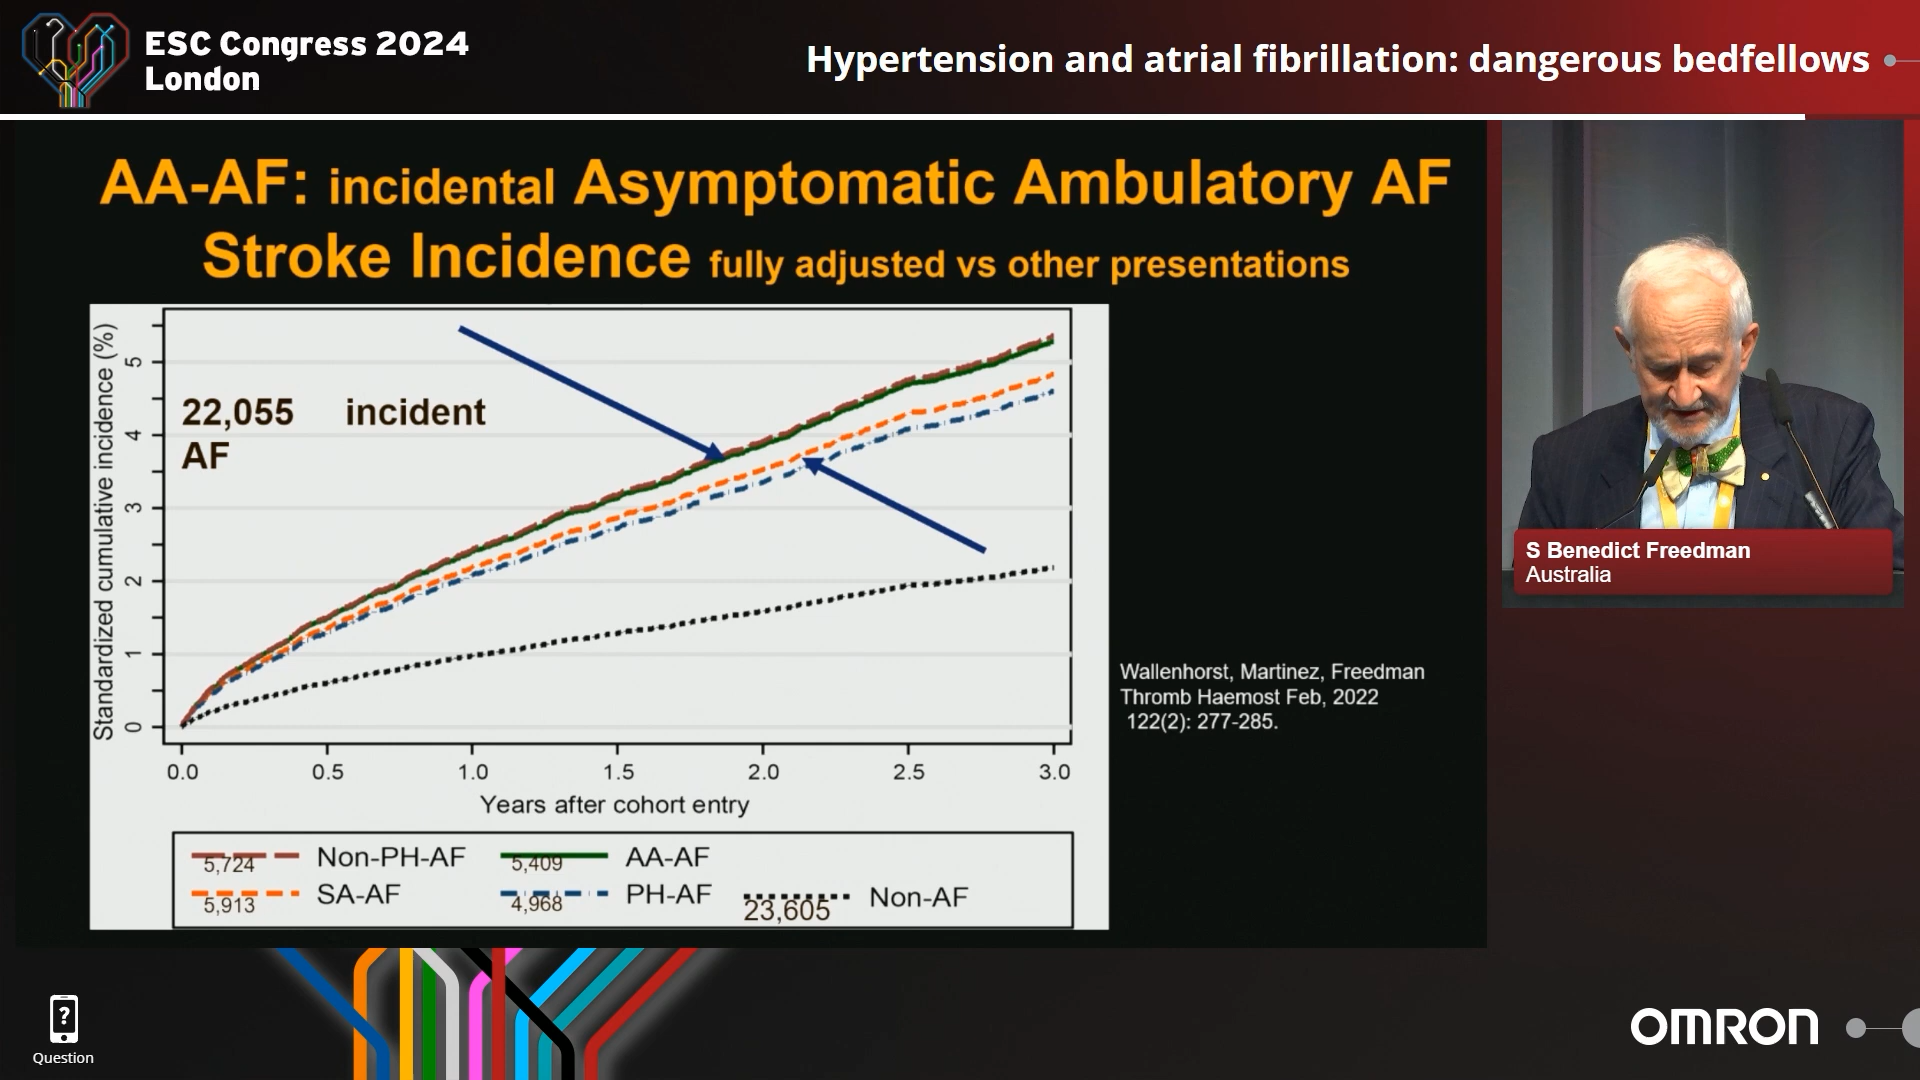 ESC Congress 2024
London
Hypertension and atrial fibrillation: dangerous bedfellows
AA-AF: incidental Asymptomatic Ambulatory AF
Stroke Incidence fully adjusted vs other presentations
Standardized cumulative incidence (%)
5
4
3
2
1
0
22,055 incident
AF
0.0 0.5 1.0 1.5 2.0 2.5 3.0
Years after cohort entry
5,724 Non-PH-AF 5,409 AA-AF
5,913 SA-AF 4,968 PH-AF 23,605 Non-AF
Wallenhorst, Martinez, Freedman
Thromb Haemost Feb, 2022
122(2): 277-285.
S Benedict Freedman
Australia
?
Question
OMRON